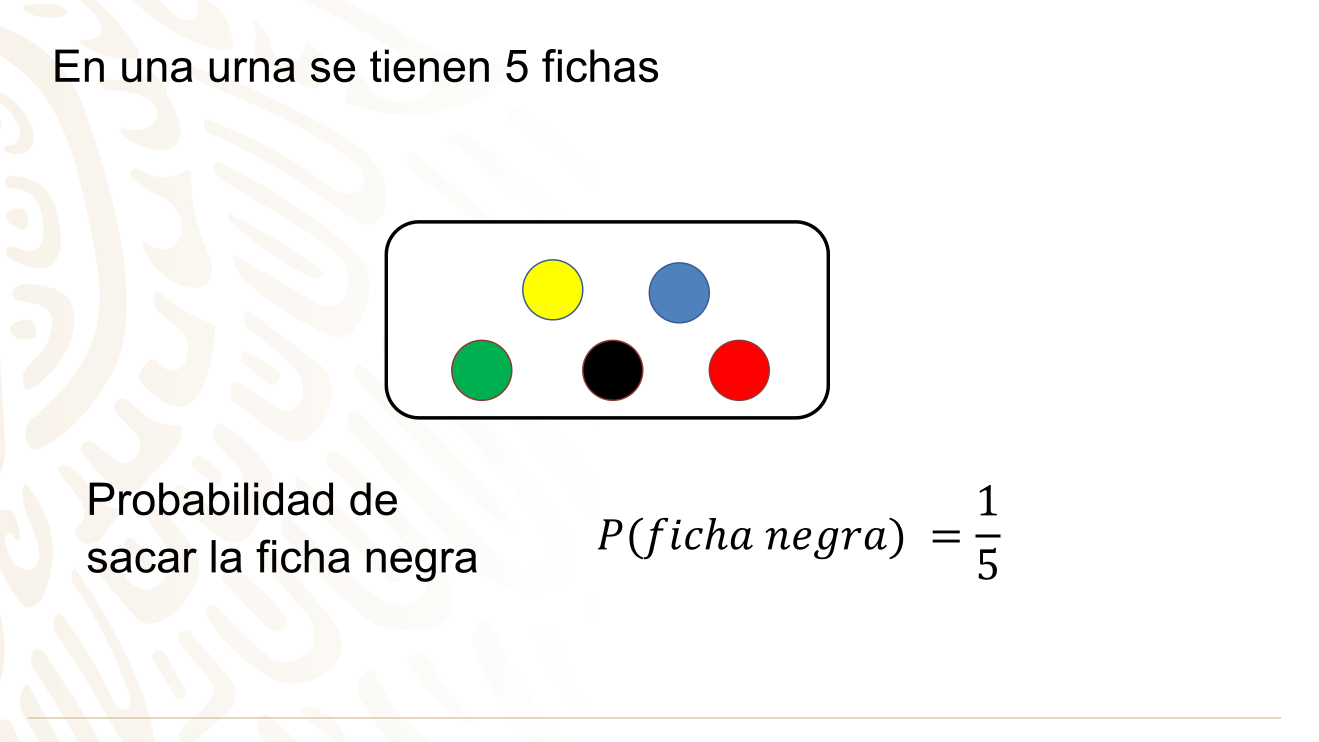 En una urna se tienen 5 fichas
Probabilidad de
sacar la ficha negra
P(ficha negra) = 1/5